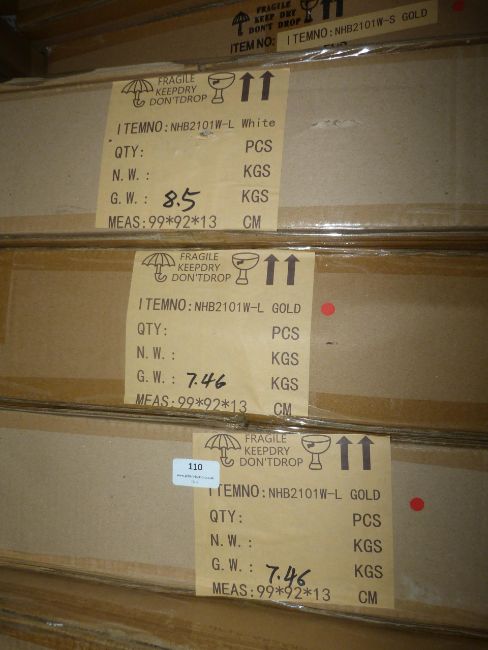 FRAGILE
KEEP DRY
DON'T DROP
ITEM NO:
ITEMNO: NHB2101W-S GOLD
FRAGILE
KEEPDRY
DON'TDROP
ITEMNO: NHB2101W-L White
QTY: PCS
N.W.: KGS
G.W.: 8.5 KGS
MEAS: 99*92*13 CM
FRAGILE
KEEPDRY
DON'TDROP
ITEMNO: NHB2101W-L GOLD
QTY: PCS
N.W.: KGS
G.W.: 7.46 KGS
MEAS: 99*92*13 CM
FRAGILE
KEEPDRY
DON'TDROP
110
ITEMNO: NHB2101W-L GOLD
QTY: PCS
N.W.: KGS
G.W.: 7.46 KGS
MEAS: 99*92*13 CM